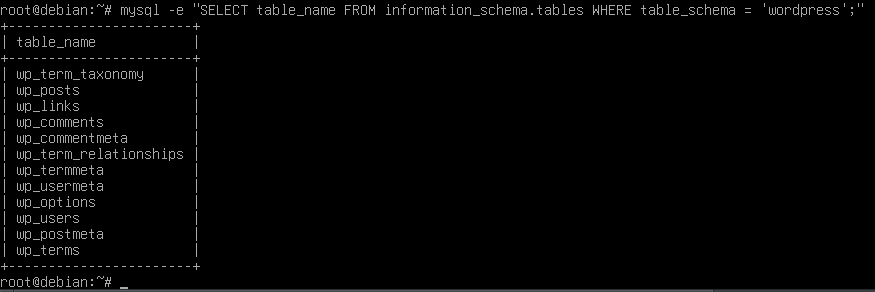 root@debian:~# mysql -e "SELECT table_name FROM information_schema.tables WHERE table_schema = 'wordpress';"
+-----------------------+
| table_name            |
+-----------------------+
| wp_term_taxonomy      |
| wp_posts              |
| wp_links              |
| wp_comments           |
| wp_commentmeta        |
| wp_term_relationships |
| wp_termmeta           |
| wp_usermeta           |
| wp_options            |
| wp_users              |
| wp_postmeta           |
| wp_terms              |
+-----------------------+
root@debian:~# _